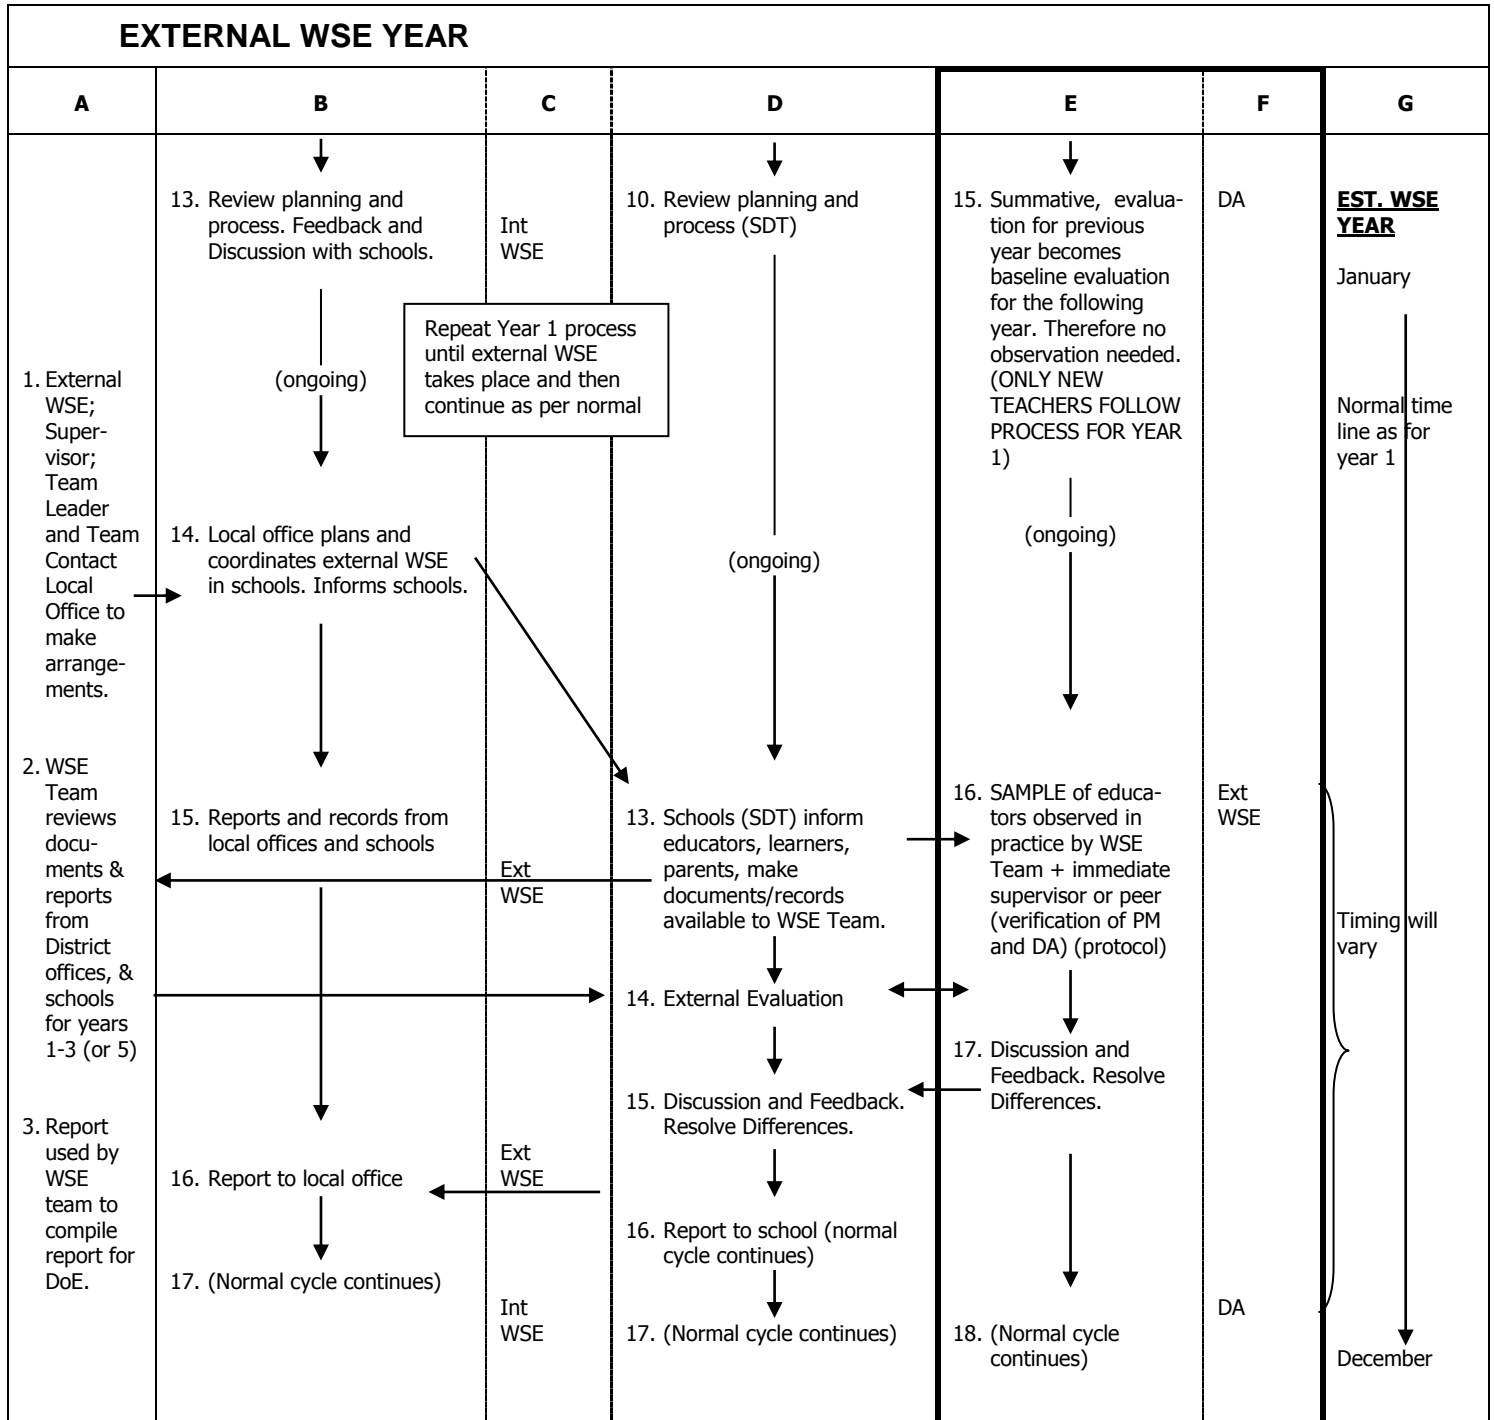 EXTERNAL WSE YEAR
A
B
C
D
E
F
G
1. External
WSE;
Super-
visor;
Team
Leader
and Team
Contact
Local
Office to
make
arrange-
ments.
2. WSE
Team
reviews
docu-
ments &
reports
from
District
offices, &
schools
for years
1-3 (or 5)
3. Report
used by
WSE
team to
compile
report for
DoE.
13. Review planning and
process. Feedback and
Discussion with schools.
(ongoing)
14. Local office plans and
coordinates external WSE
in schools. Informs schools.
15. Reports and records from
local offices and schools
16. Report to local office
17. (Normal cycle continues)
Int
WSE
Repeat Year 1 process
until external WSE
takes place and then
continue as per normal
Ext
WSE
Ext
WSE
Int
WSE
10. Review planning and
process (SDT)
(ongoing)
13. Schools (SDT) inform
educators, learners,
parents, make
documents/records
available to WSE Team.
14. External Evaluation
15. Discussion and Feedback.
Resolve Differences.
16. Report to school (normal
cycle continues)
17. (Normal cycle continues)
15. Summative, evalua-
tion for previous
year becomes
baseline evaluation
for the following
year. Therefore no
observation needed.
(ONLY NEW
TEACHERS FOLLOW
PROCESS FOR YEAR
1)
(ongoing)
16. SAMPLE of educa-
tors observed in
practice by WSE
Team + immediate
supervisor or peer
(verification of PM
and DA) (protocol)
17. Discussion and
Feedback. Resolve
Differences.
18. (Normal cycle
continues)
DA
Ext
WSE
DA
EST. WSE
YEAR
January
Normal time
line as for
year 1
Timing will
vary
December